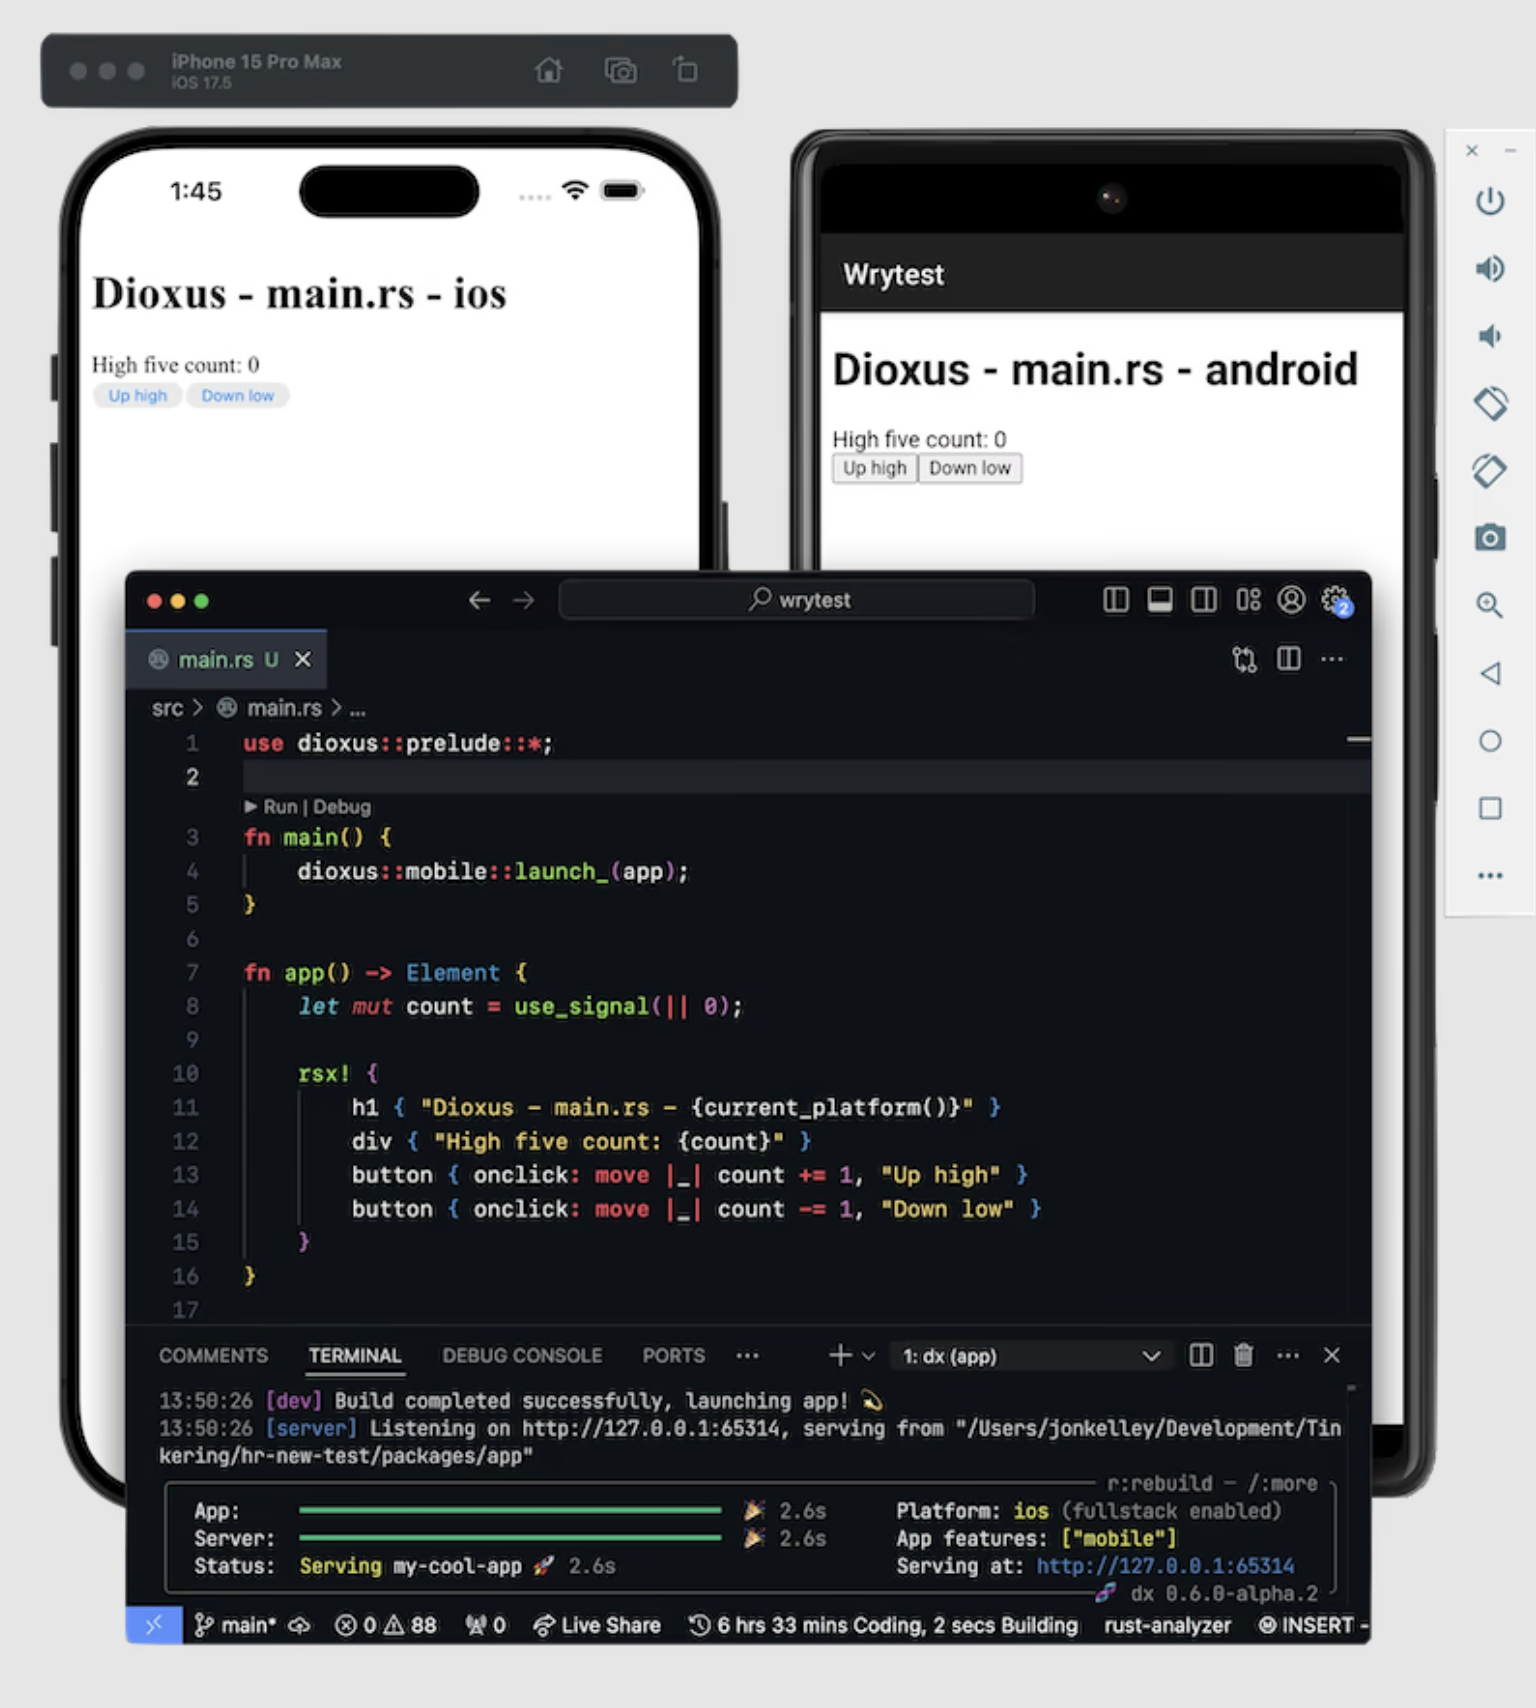 iPhone 15 Pro Max
iOS 17.5
1:45
Dioxus - main.rs - ios
High five count: 0
Up high Down low
Wrytest
Dioxus - main.rs - android
High five count: 0
Up high Down low
wrytest
2
main.rs U
src > main.rs > ...
1 use dioxus::prelude::*;
2
Run | Debug
3 fn main() {
4 dioxus::mobile::launch_(app);
5 }
6
7 fn app() -> Element {
8 let mut count = use_signal(|| 0);
9
10 rsx! {
11 h1 { "Dioxus - main.rs - {current_platform()}" }
12 div { "High five count: {count}" }
13 button { onclick: move |_| count += 1, "Up high" }
14 button { onclick: move |_| count -= 1, "Down low" }
15 }
16 }
17
COMMENTS TERMINAL DEBUG CONSOLE PORTS ... 1: dx (app)
13:50:26 [dev] Build completed successfully, launching app! 💫
13:50:26 [server] Listening on http://127.0.0.1:65314, serving from "/Users/jonkelley/Development/Tin
kering/hr-new-test/packages/app"
r:rebuild — /:more
App: 🎉 2.6s Platform: ios (fullstack enabled)
Server: 🎉 2.6s App features: ["mobile"]
Status: Serving my-cool-app 🚀 2.6s Serving at: http://127.0.0.1:65314
🧬 dx 0.6.0-alpha.2
main* 0 88 0 Live Share 6 hrs 33 mins Coding, 2 secs Building rust-analyzer INSERT -